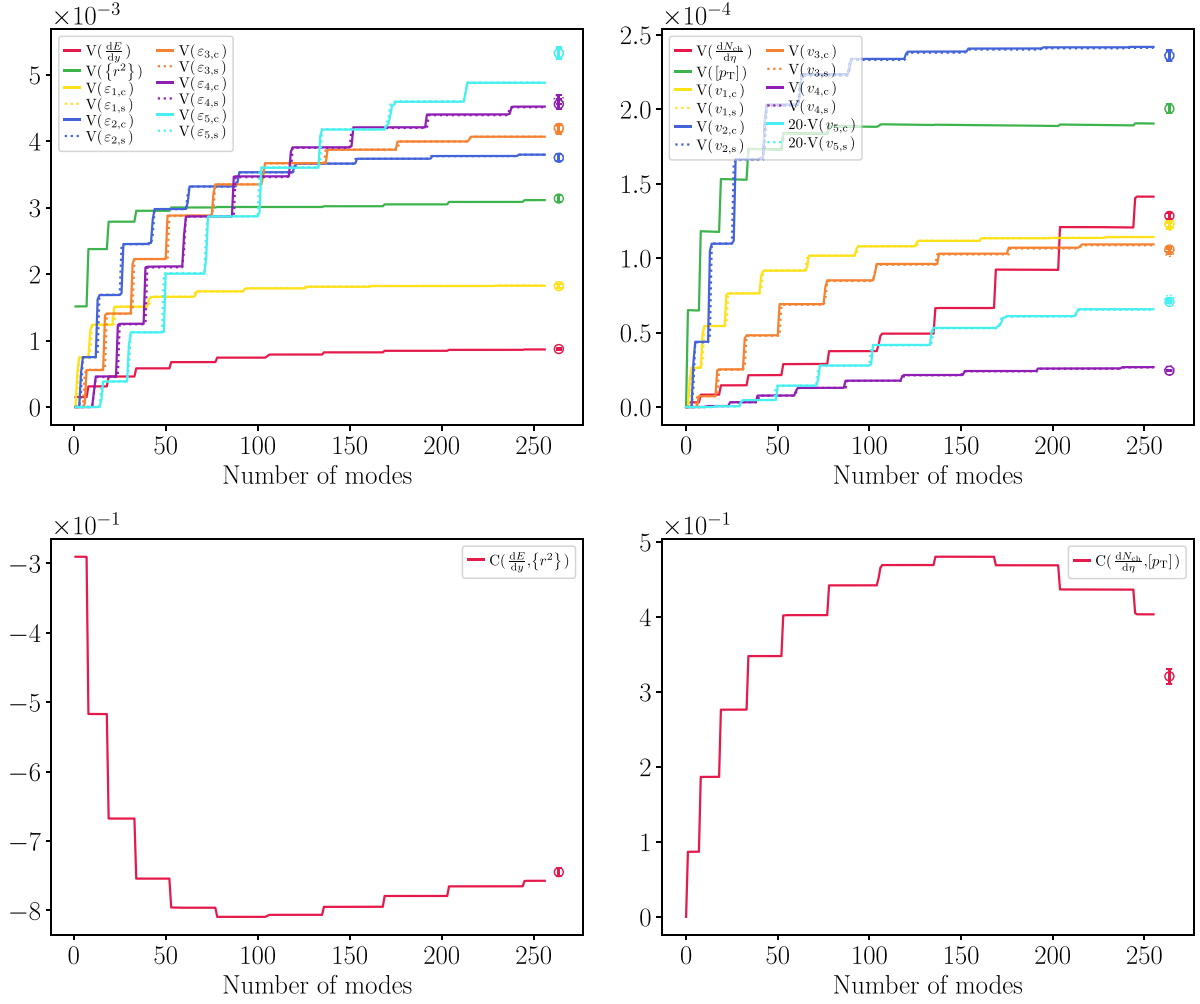 ×10⁻³
V(dE/dy)
V({r²})
V(ε₁,c)
V(ε₁,s)
V(ε₂,c)
V(ε₂,s)
V(ε₃,c)
V(ε₃,s)
V(ε₄,c)
V(ε₄,s)
V(ε₅,c)
V(ε₅,s)
5
4
3
2
1
0
0 50 100 150 200 250
Number of modes
×10⁻⁴
V(dN_ch/dη)
V([p_T])
V(v₁,c)
V(v₁,s)
V(v₂,c)
V(v₂,s)
V(v₃,c)
V(v₃,s)
V(v₄,c)
V(v₄,s)
20·V(v₅,c)
20·V(v₅,s)
2.5
2.0
1.5
1.0
0.5
0.0
0 50 100 150 200 250
Number of modes
×10⁻¹
C(dE/dy,{r²})
−3
−4
−5
−6
−7
−8
0 50 100 150 200 250
Number of modes
×10⁻¹
C(dN_ch/dη,[p_T])
5
4
3
2
1
0
0 50 100 150 200 250
Number of modes